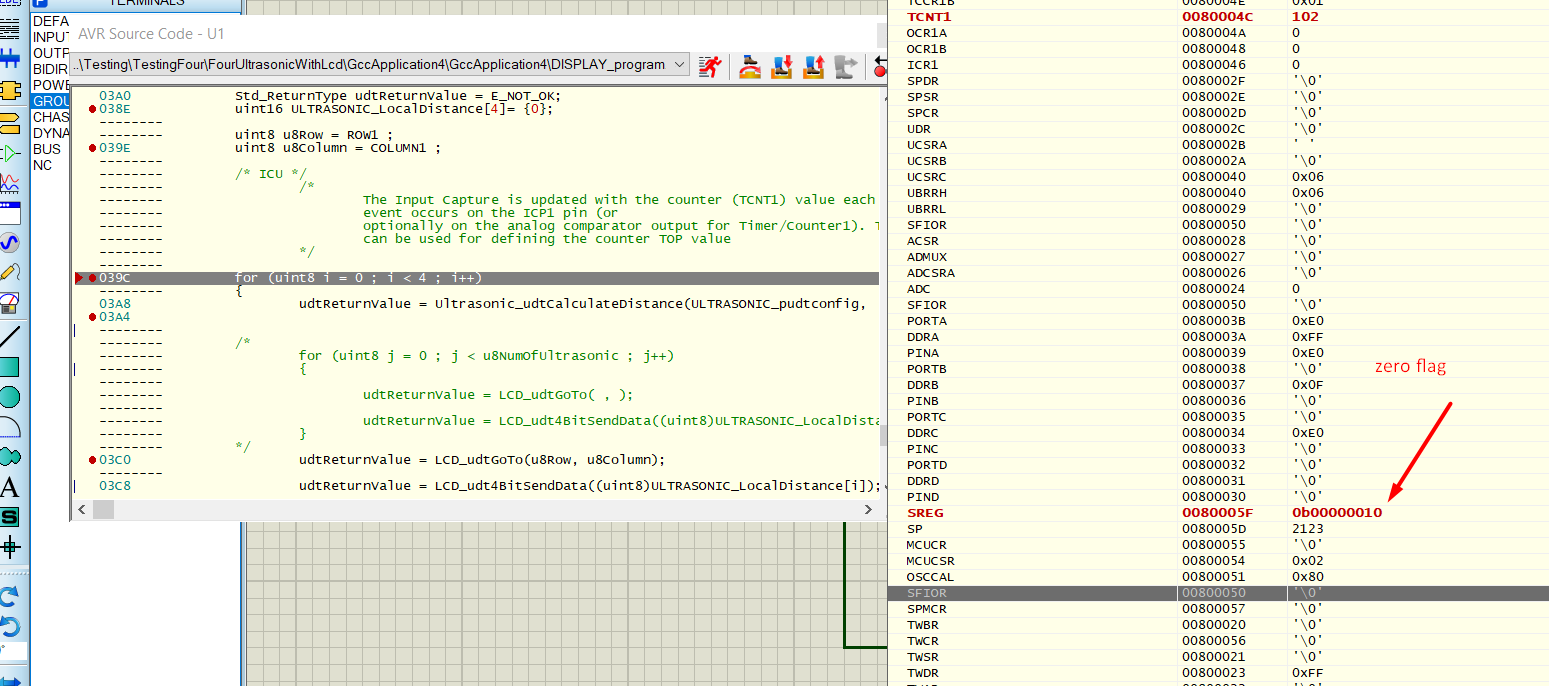 TERMINALS
DEFA
INPU
OUTP
BIDIR
POWE
GROU
CHAS
DYNA
BUS
NC
A
S
AVR Source Code - U1
..\Testing\TestingFour\FourUltrasonicWithLcd\GccApplication4\GccApplication4\DISPLAY_program
03A0 Std_ReturnType udtReturnValue = E_NOT_OK;
038E uint16 ULTRASONIC_LocalDistance[4]= {0};
--------
-------- uint8 u8Row = ROW1 ;
039E uint8 u8Column = COLUMN1 ;
--------
-------- /* ICU */
-------- /*
-------- The Input Capture is updated with the counter (TCNT1) value each
-------- event occurs on the ICP1 pin (or
-------- optionally on the analog comparator output for Timer/Counter1). T
-------- can be used for defining the counter TOP value
-------- */
--------
039C for (uint8 i = 0 ; i < 4 ; i++)
-------- {
03A8 udtReturnValue = Ultrasonic_udtCalculateDistance(ULTRASONIC_pudtconfig,
03A4
--------
-------- /*
-------- for (uint8 j = 0 ; j < u8NumOfUltrasonic ; j++)
-------- {
--------
-------- udtReturnValue = LCD_udtGoTo( , );
--------
-------- udtReturnValue = LCD_udt4BitSendData((uint8)ULTRASONIC_LocalDista
-------- }
-------- */
03C0 udtReturnValue = LCD_udtGoTo(u8Row, u8Column);
--------
03C8 udtReturnValue = LCD_udt4BitSendData((uint8)ULTRASONIC_LocalDistance[i]);
TCCR1B 0080004E 0x01
TCNT1 0080004C 102
OCR1A 0080004A 0
OCR1B 00800048 0
ICR1 00800046 0
SPDR 0080002F '\0'
SPSR 0080002E '\0'
SPCR 0080002D '\0'
UDR 0080002C '\0'
UCSRA 0080002B ' '
UCSRB 0080002A '\0'
UCSRC 00800040 0x06
UBRRH 00800040 0x06
UBRRL 00800029 '\0'
SFIOR 00800050 '\0'
ACSR 00800028 '\0'
ADMUX 00800027 '\0'
ADCSRA 00800026 '\0'
ADC 00800024 0
SFIOR 00800050 '\0'
PORTA 0080003B 0xE0
DDRA 0080003A 0xFF
PINA 00800039 0xE0
PORTB 00800038 '\0'
DDRB 00800037 0x0F
PINB 00800036 '\0'
PORTC 00800035 '\0'
DDRC 00800034 0xE0
PINC 00800033 '\0'
PORTD 00800032 '\0'
DDRD 00800031 '\0'
PIND 00800030 '\0'
SREG 0080005F 0b00000010
SP 0080005D 2123
MCUCR 00800055 '\0'
MCUCSR 00800054 0x02
OSCCAL 00800051 0x80
SFIOR 00800050 '\0'
SPMCR 00800057 '\0'
TWBR 00800020 '\0'
TWCR 00800056 '\0'
TWSR 00800021 '\0'
TWDR 00800023 0xFF
zero flag